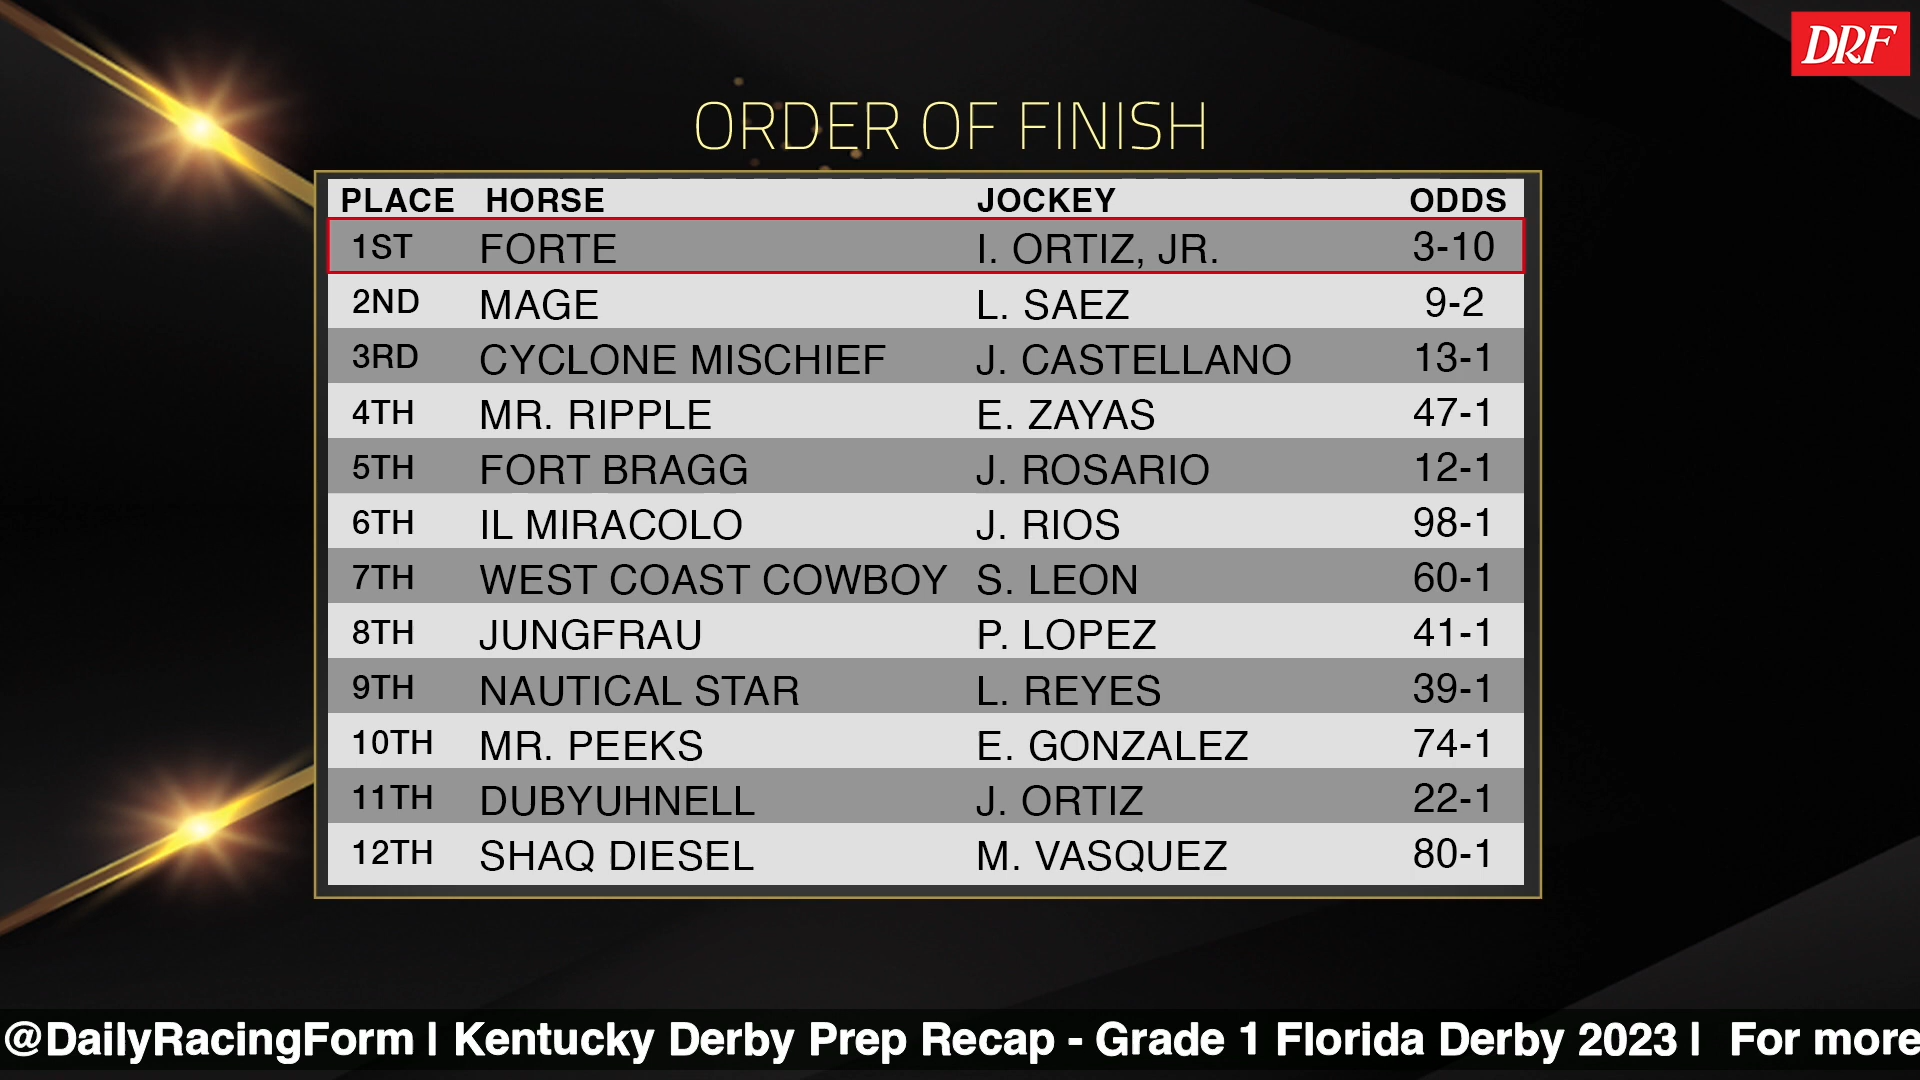 DRF
ORDER OF FINISH
PLACE HORSE JOCKEY ODDS
1ST FORTE I. ORTIZ, JR. 3-10
2ND MAGE L. SAEZ 9-2
3RD CYCLONE MISCHIEF J. CASTELLANO 13-1
4TH MR. RIPPLE E. ZAYAS 47-1
5TH FORT BRAGG J. ROSARIO 12-1
6TH IL MIRACOLO J. RIOS 98-1
7TH WEST COAST COWBOY S. LEON 60-1
8TH JUNGFRAU P. LOPEZ 41-1
9TH NAUTICAL STAR L. REYES 39-1
10TH MR. PEEKS E. GONZALEZ 74-1
11TH DUBYUHNELL J. ORTIZ 22-1
12TH SHAQ DIESEL M. VASQUEZ 80-1
@DailyRacingForm | Kentucky Derby Prep Recap - Grade 1 Florida Derby 2023 | For more